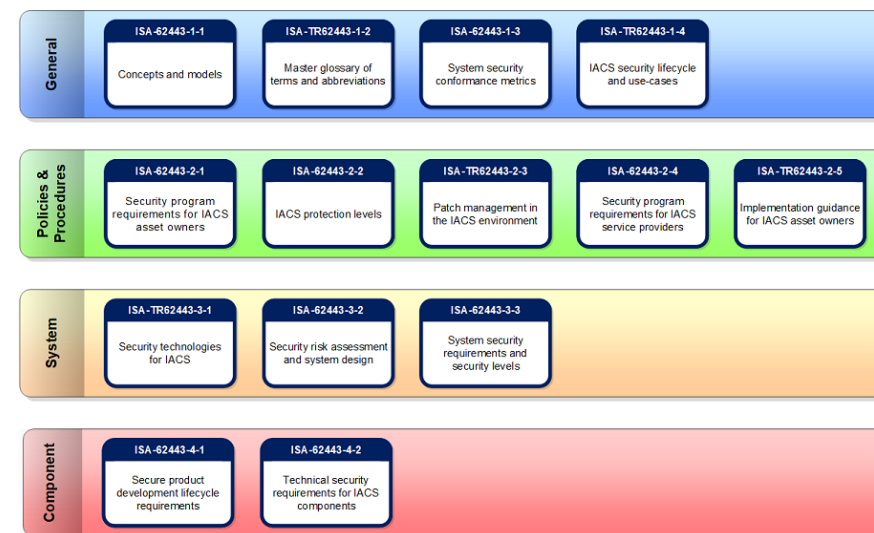 General
ISA-62443-1-1
Concepts and models
ISA-TR62443-1-2
Master glossary of
terms and abbreviations
ISA-62443-1-3
System security
conformance metrics
ISA-TR62443-1-4
IACS security lifecycle
and use-cases
Policies &
Procedures
ISA-62443-2-1
Security program
requirements for IACS
asset owners
ISA-62443-2-2
IACS protection levels
ISA-TR62443-2-3
Patch management in
the IACS environment
ISA-62443-2-4
Security program
requirements for IACS
service providers
ISA-TR62443-2-5
Implementation guidance
for IACS asset owners
System
ISA-TR62443-3-1
Security technologies
for IACS
ISA-62443-3-2
Security risk assessment
and system design
ISA-62443-3-3
System security
requirements and
security levels
Component
ISA-62443-4-1
Secure product
development lifecycle
requirements
ISA-62443-4-2
Technical security
requirements for IACS
components